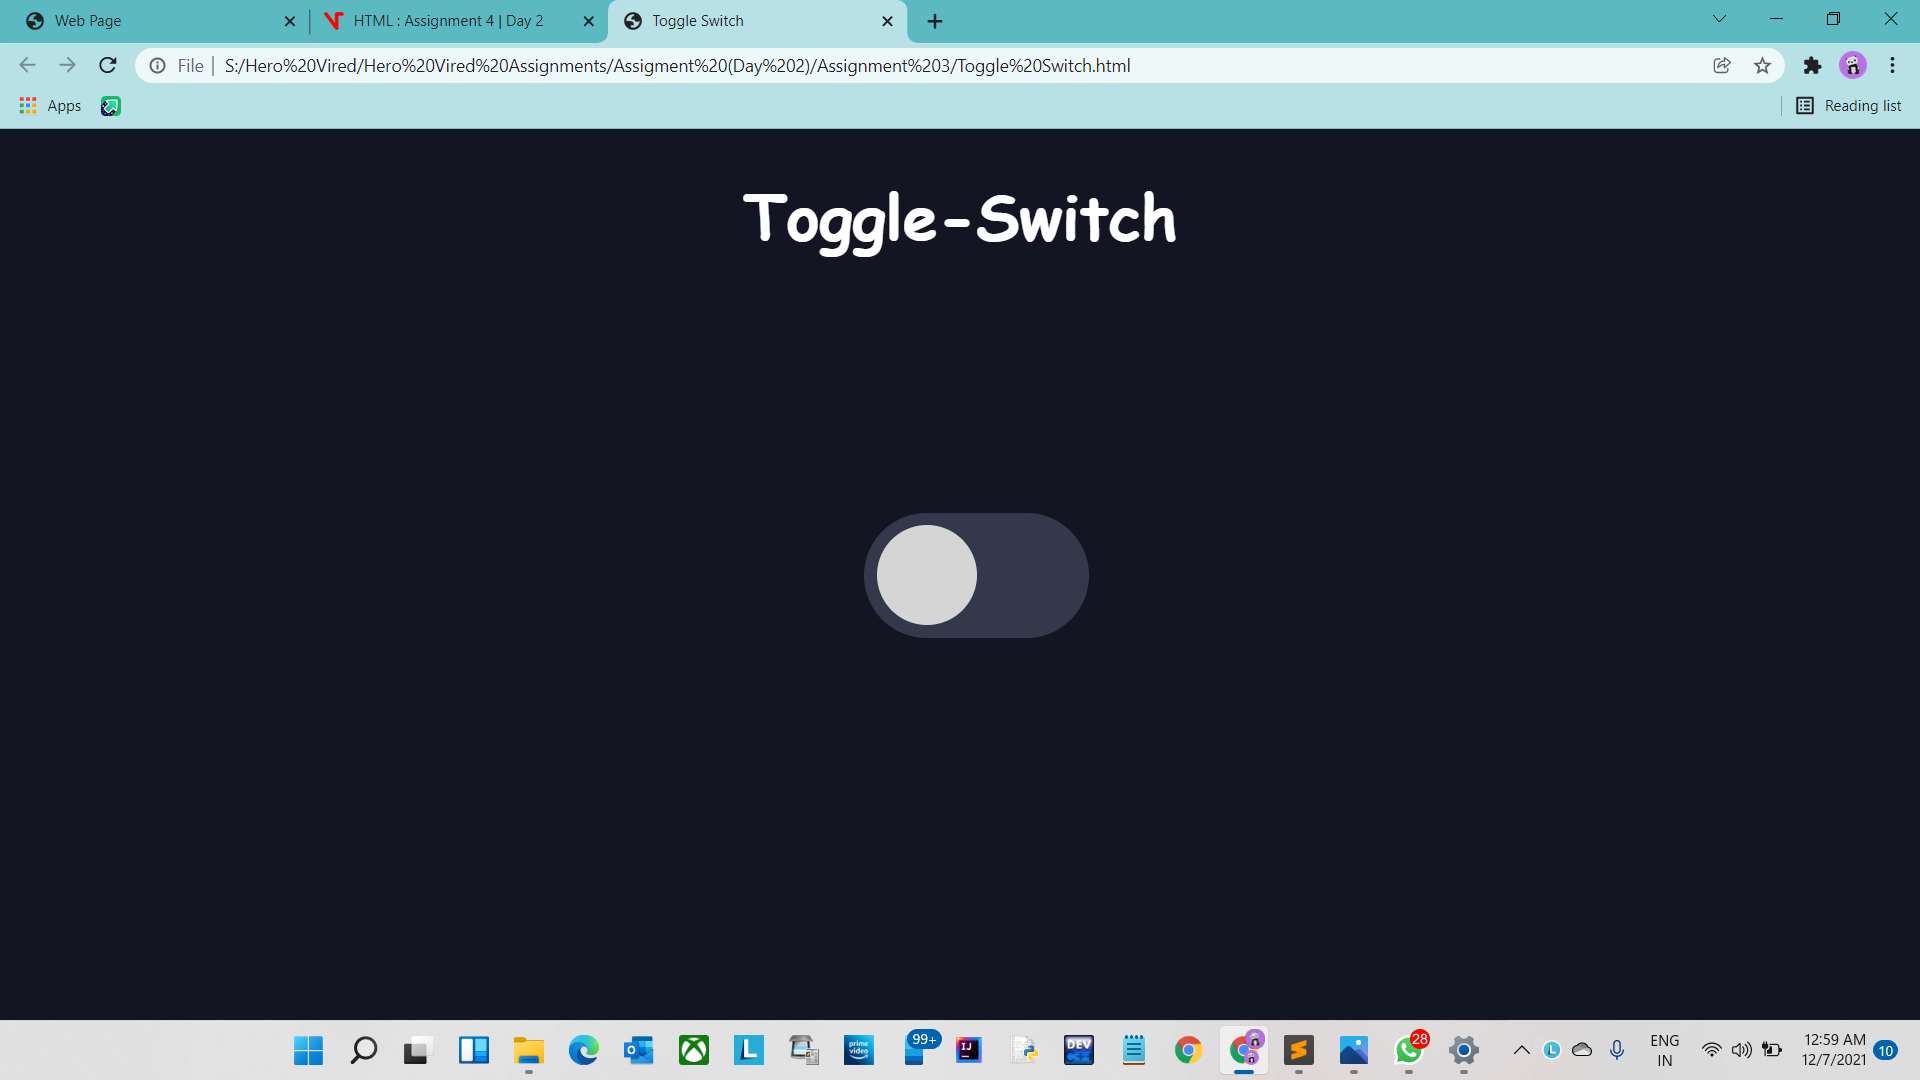 Web Page
HTML : Assignment 4 | Day 2
Toggle Switch
File
S:/Hero%20Vired/Hero%20Vired%20Assignments/Assigment%20(Day%202)/Assignment%203/Toggle%20Switch.html
Apps
Reading list
Toggle-Switch
L
prime
video
99+
IJ
DEV
C++
28
L
ENG
IN
12:59 AM
12/7/2021
10